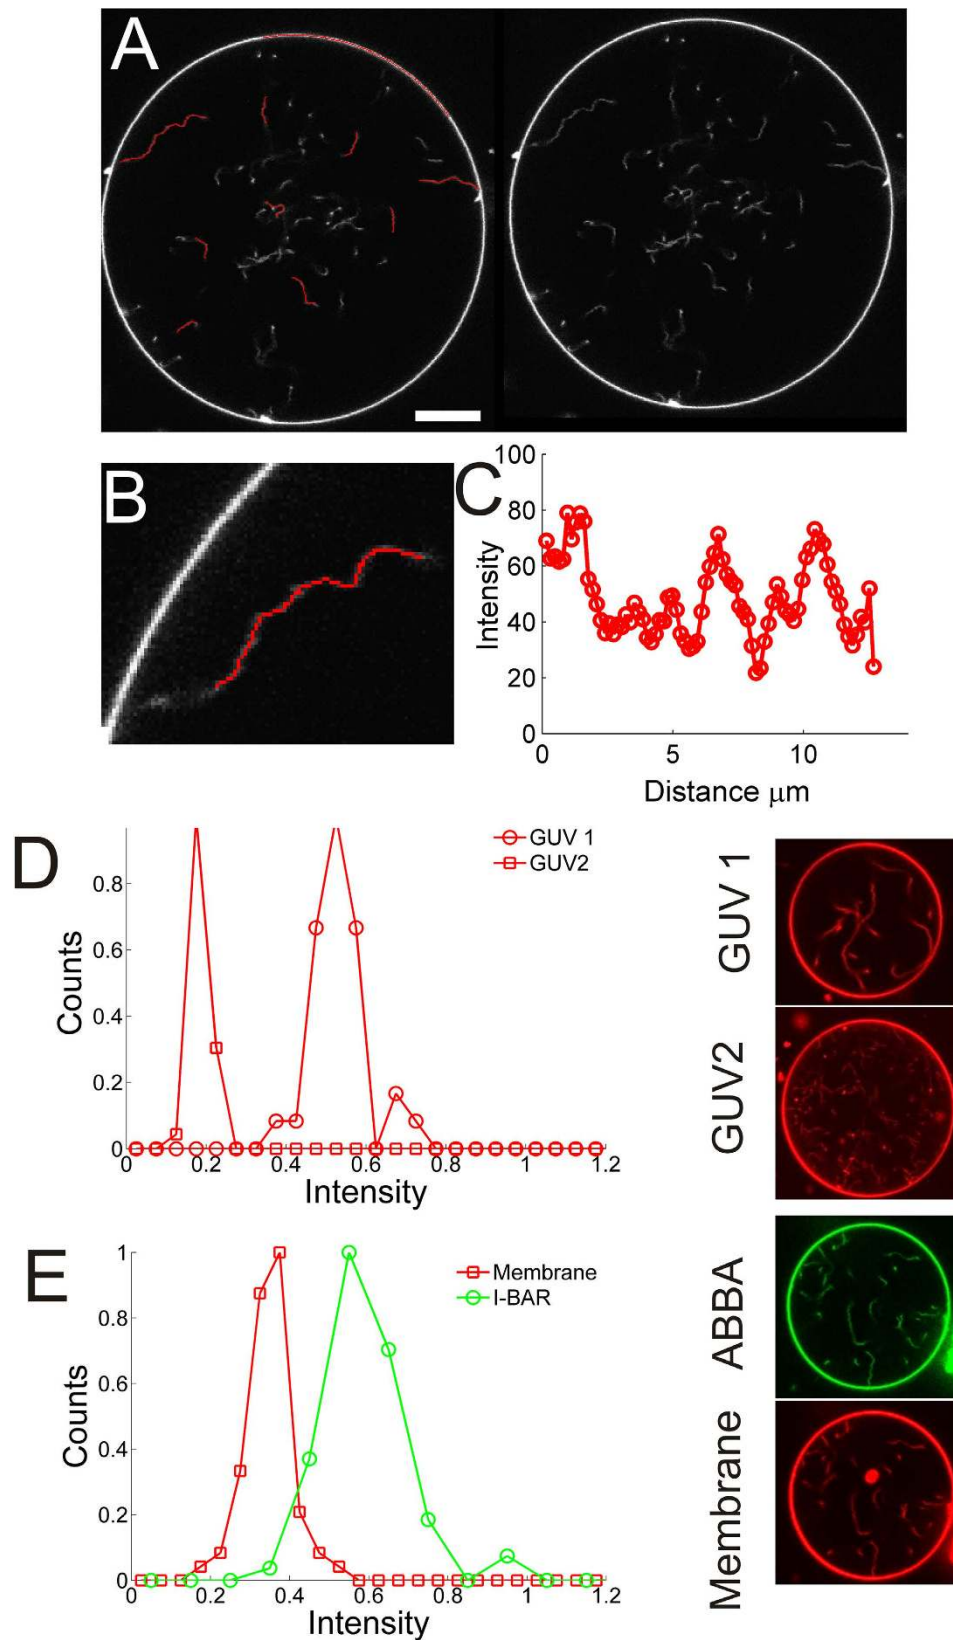 A
B
C
100
80
60
40
20
0
Intensity
0 5 10
Distance μm
D
GUV 1
GUV2
0.8
0.6
0.4
0.2
0
Counts
0 0.2 0.4 0.6 0.8 1 1.2
Intensity
GUV 1
GUV2
E
Membrane
I-BAR
1
0.8
0.6
0.4
0.2
0
Counts
0.2 0.4 0.6 0.8 1 1.2
Intensity
ABBA
Membrane